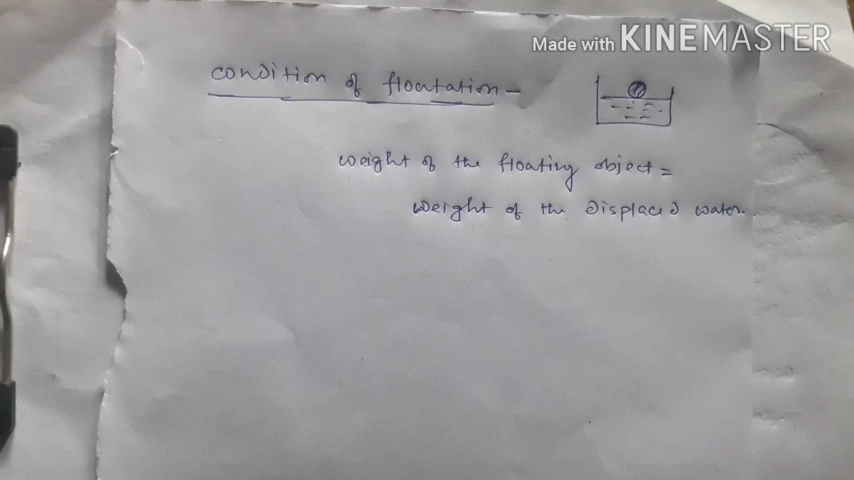 Made with KINEMASTER
condition of floatation -
weight of the floating object =
weight of the displaced water.